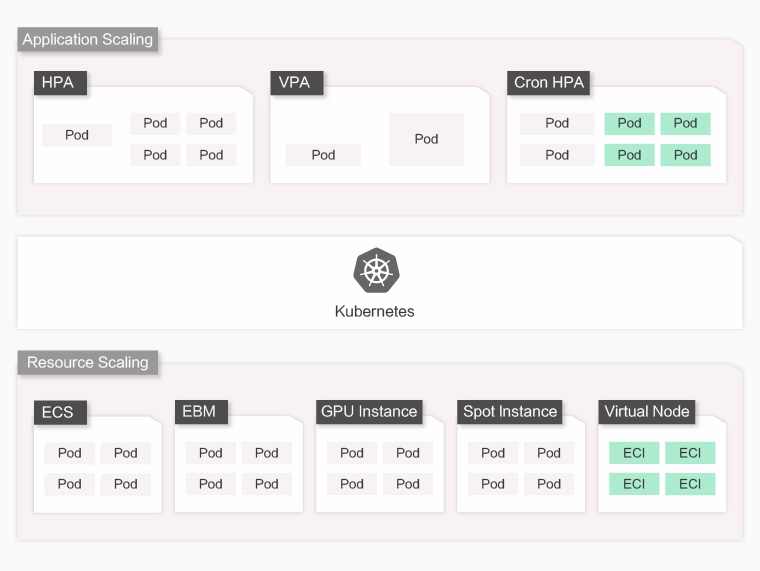 Application Scaling
HPA
Pod
Pod Pod
Pod Pod
VPA
Pod
Pod
Cron HPA
Pod Pod Pod
Pod Pod Pod
Kubernetes
Resource Scaling
ECS
Pod Pod
Pod Pod
EBM
Pod Pod
Pod Pod
GPU Instance
Pod Pod
Pod Pod
Spot Instance
Pod Pod
Pod Pod
Virtual Node
ECI ECI
ECI ECI